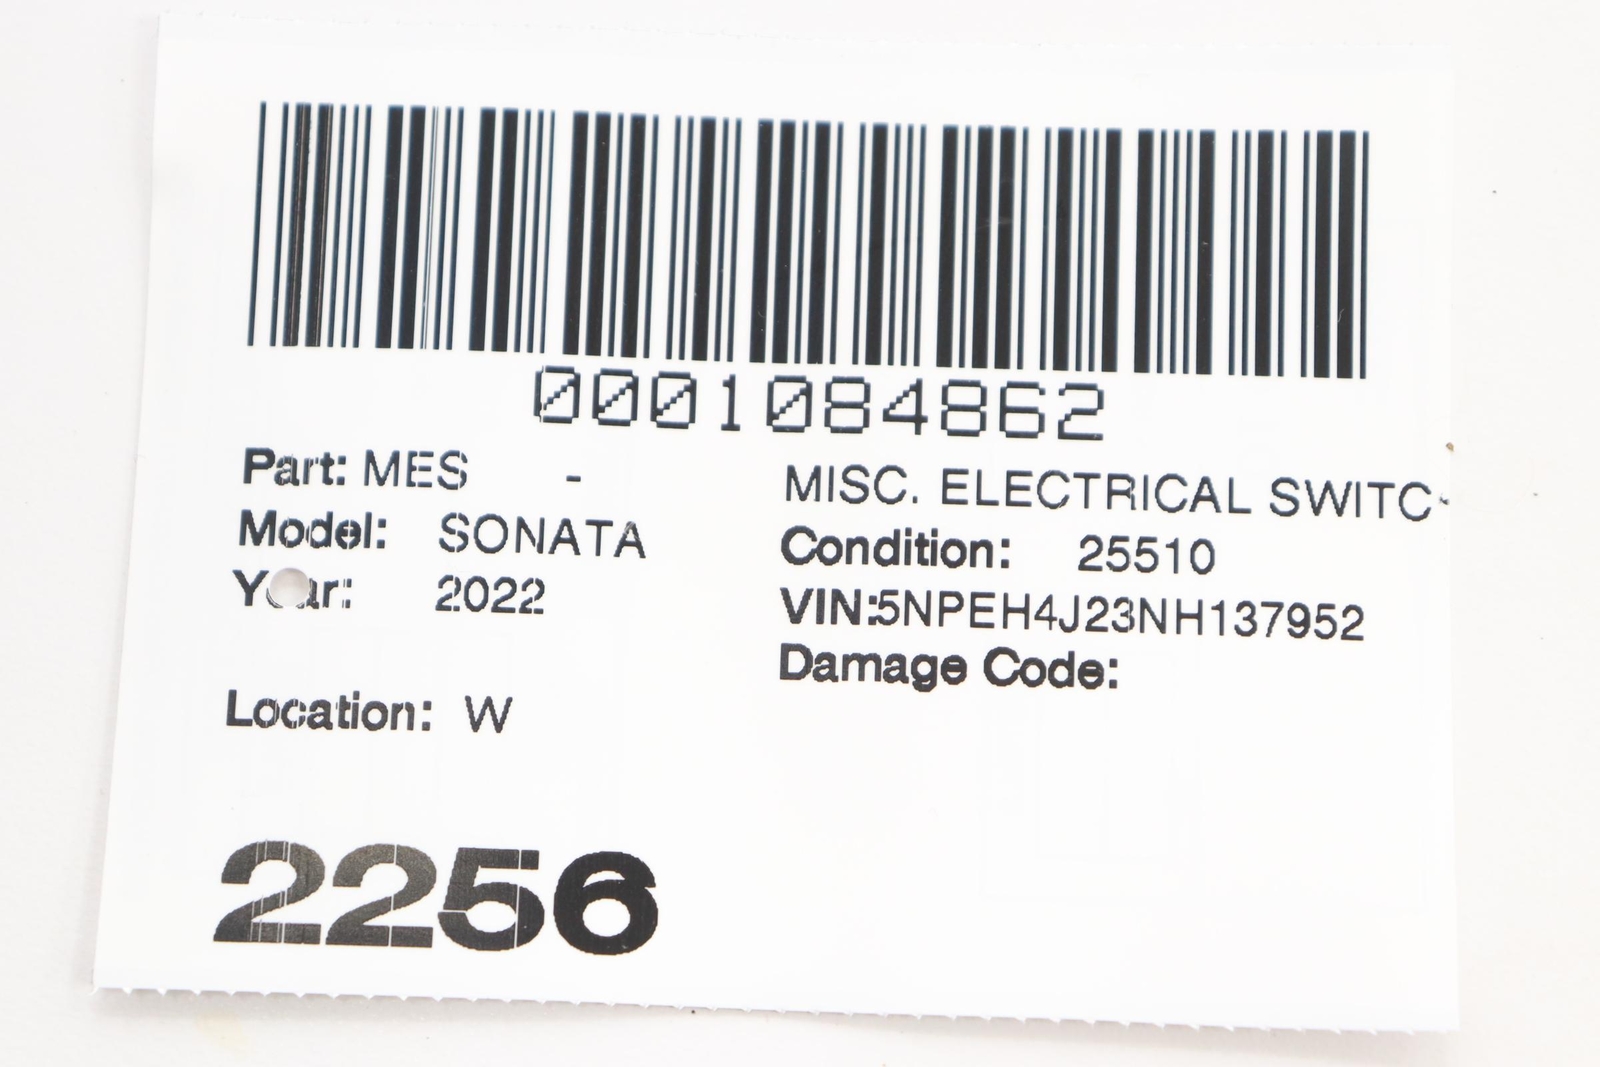 0001084862
Part: MES - MISC. ELECTRICAL SWITC
Model: SONATA Condition: 25510
Year: 2022 VIN:5NPEH4J23NH137952
Damage Code:
Location: W
2256